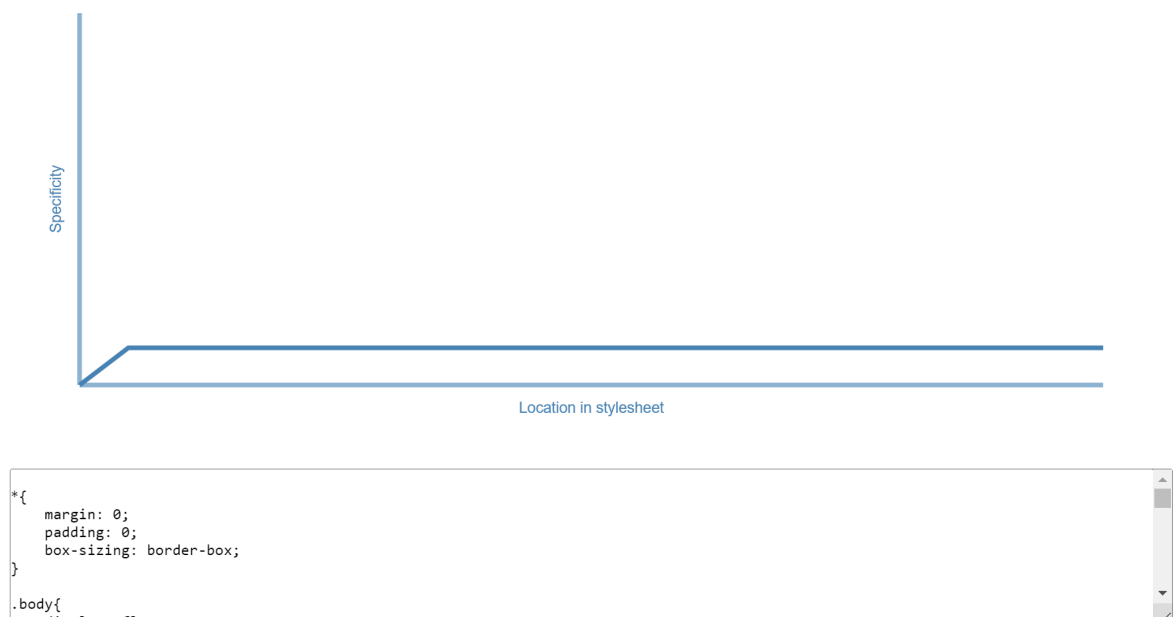 Specificity
Location in stylesheet
*{
margin: 0;
padding: 0;
box-sizing: border-box;
}
.body{